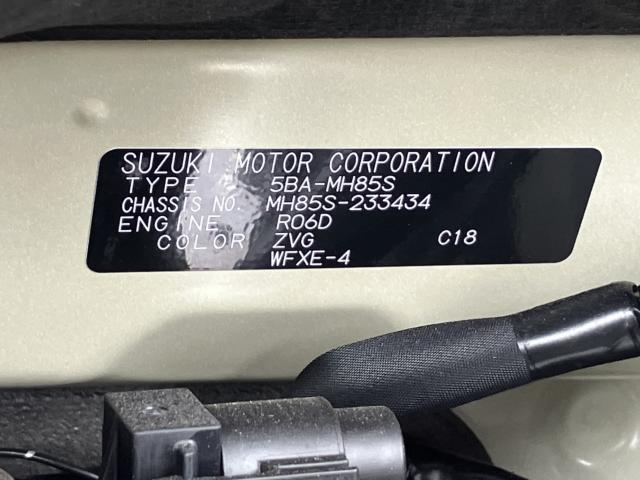 SUZUKI MOTOR CORPORATION
TYPE 5BA-MH85S
CHASSIS NO. MH85S-233434
ENGINE R06D
COLOR ZVG C18
WFXE-4